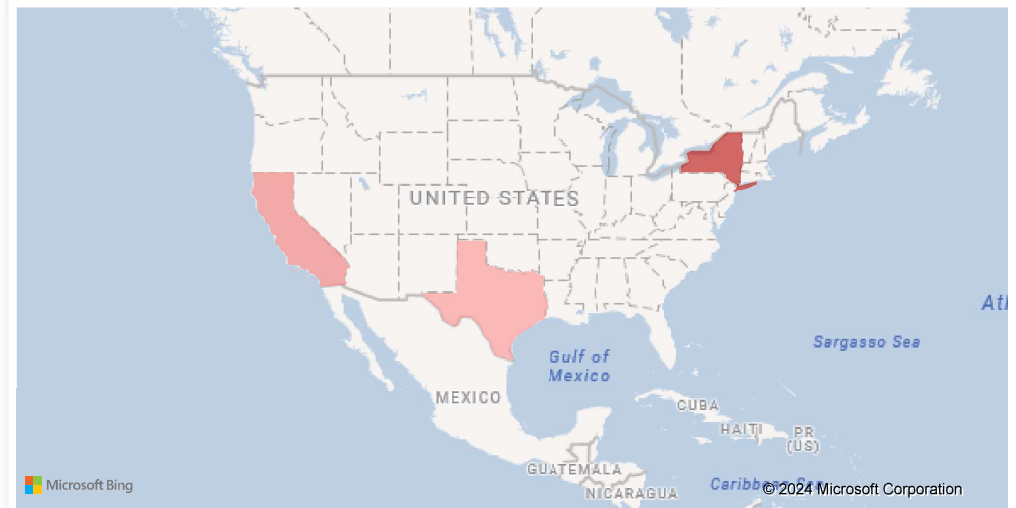 UNITED STATES
Atl
Sargasso Sea
Gulf of
Mexico
MEXICO
CUBA
HAITI
PR
(US)
GUATEMALA
NICARAGUA
Caribbean Sea
Microsoft Bing
© 2024 Microsoft Corporation